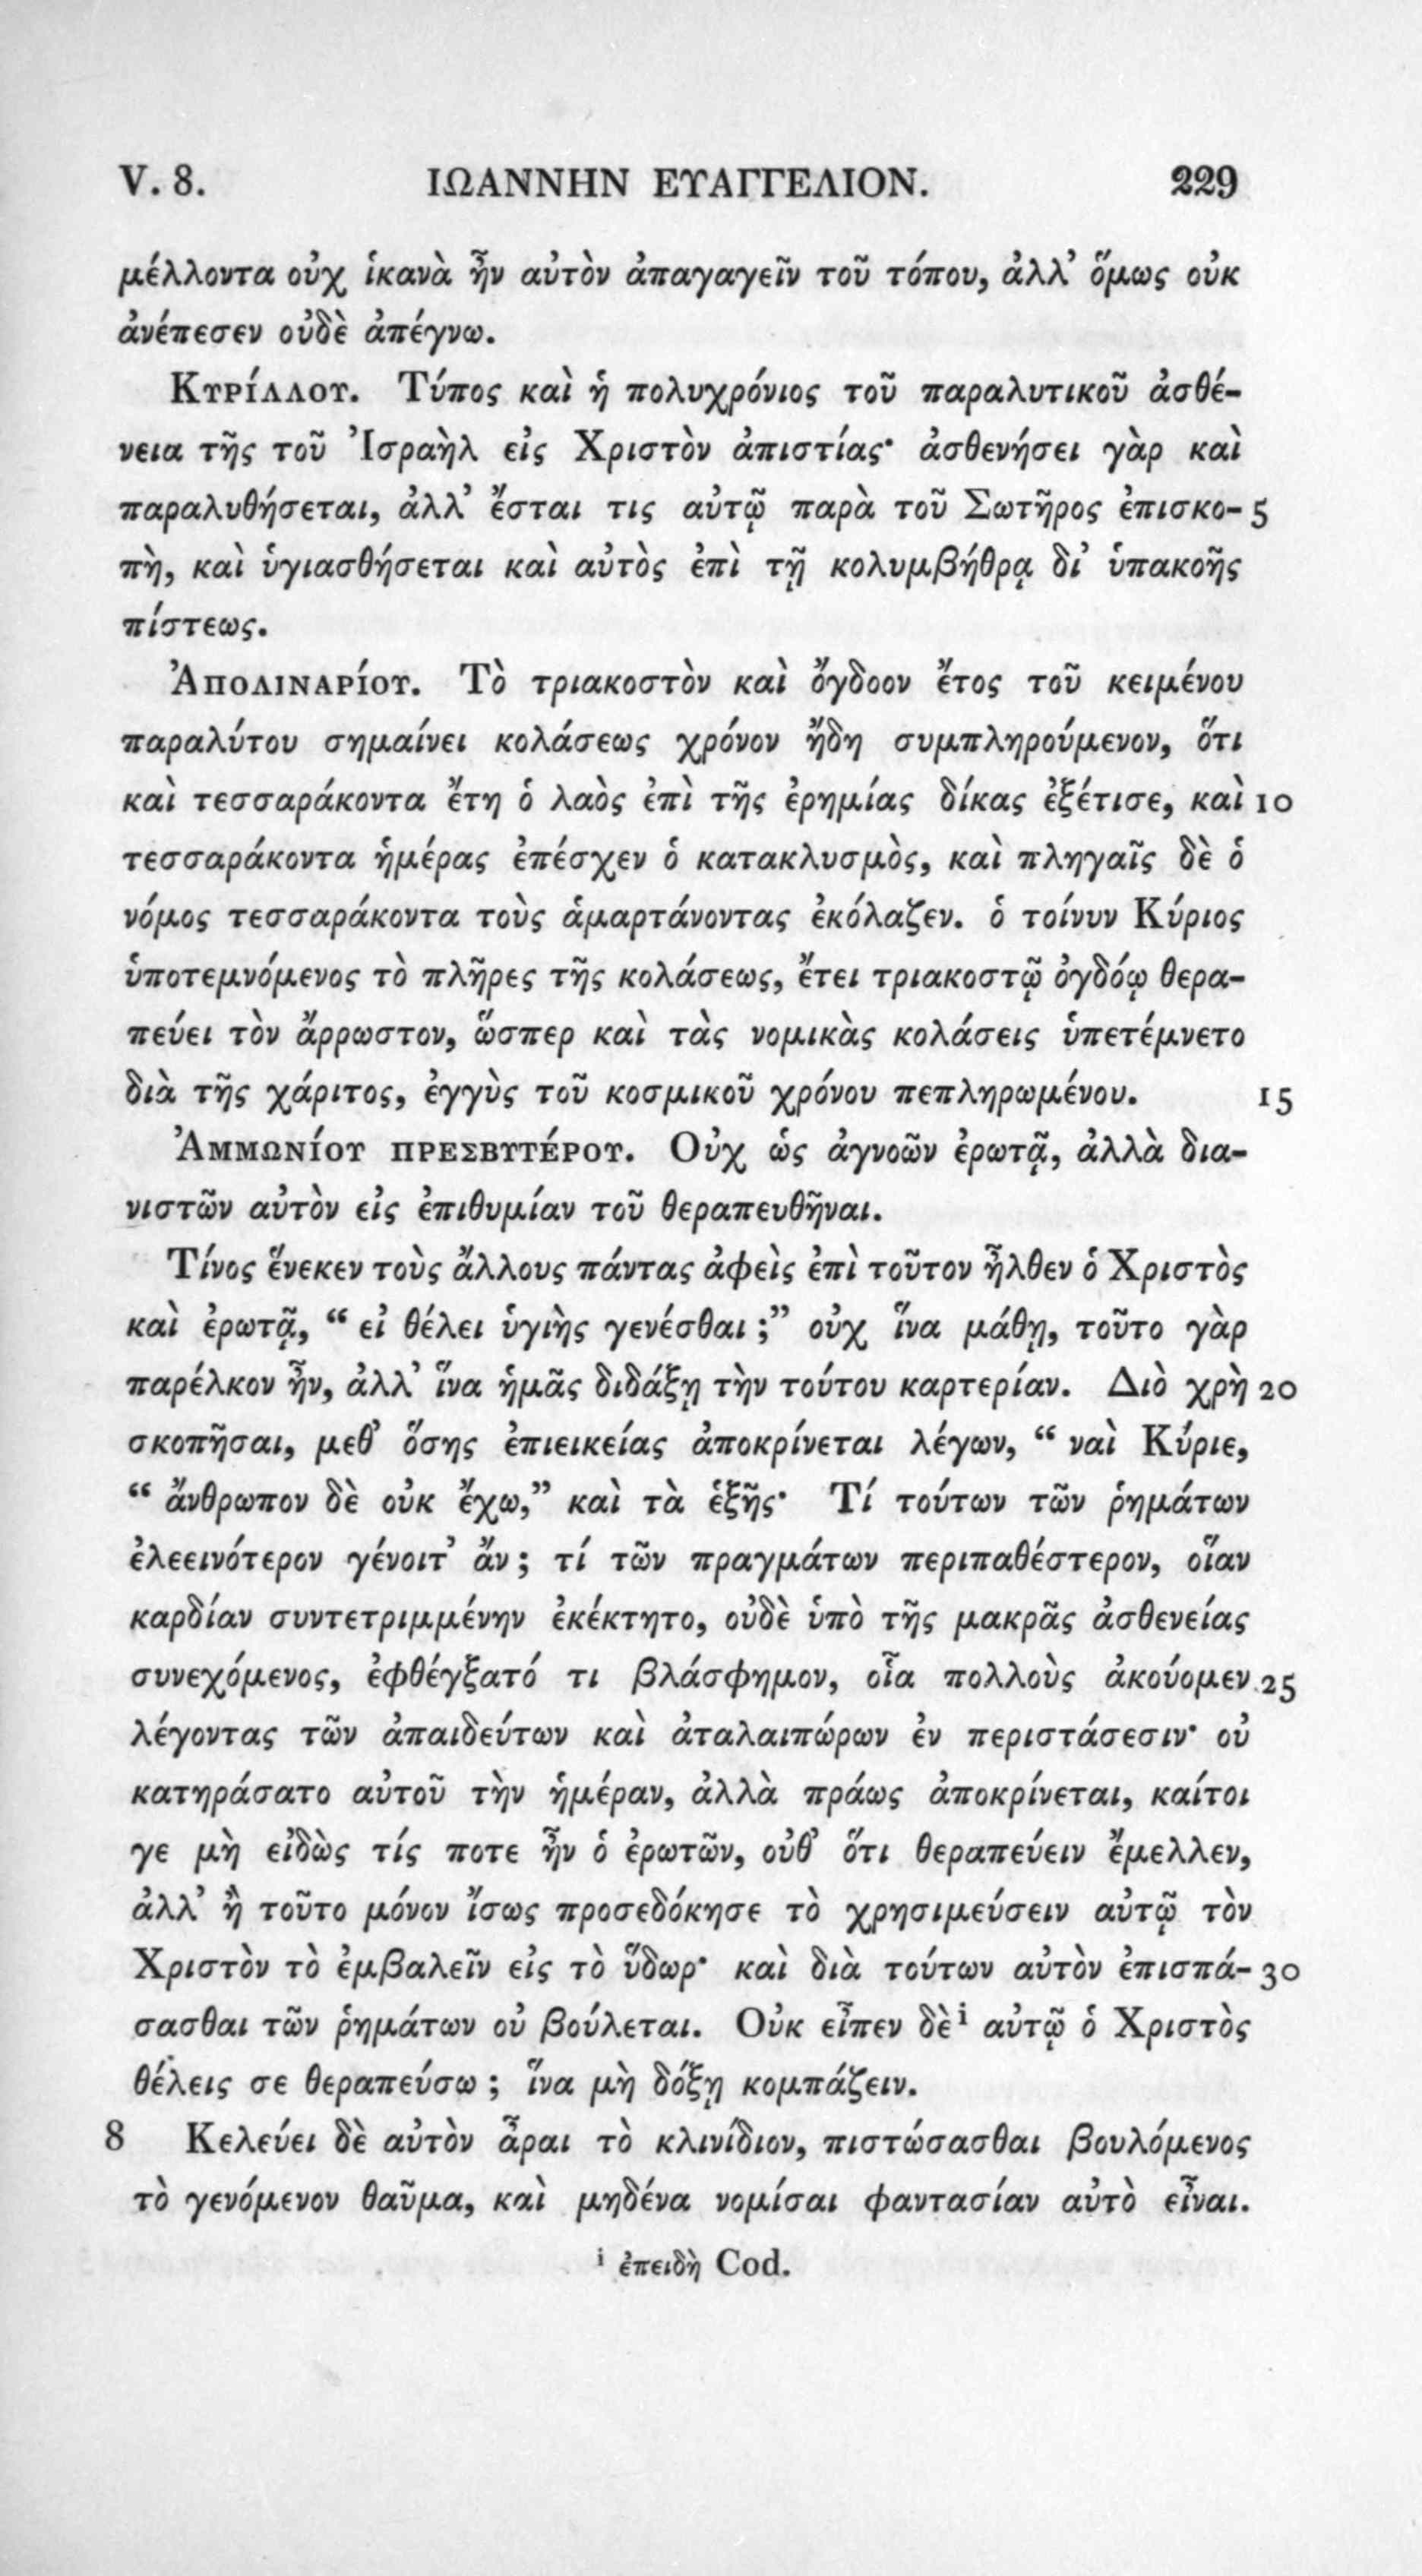 V. 8. ΙΩΑΝΝΗΝ ΕΥΑΓΓΕΛΙΟΝ. 229
μέλλοντα οὐχ ἱκανὰ ἦν αὐτὸν ἀπαγαγεῖν τοῦ τόπου, ἀλλ’ ὅμως οὐκ
ἀνέπεσεν οὐδὲ ἀπέγνω.
Κυρίλλου. Τύπος καὶ ἡ πολυχρόνιος τοῦ παραλυτικοῦ ἀσθέ-
νεια τῆς τοῦ Ἰσραὴλ εἰς Χριστὸν ἀπιστίας· ἀσθενήσει γὰρ καὶ
παραλυθήσεται, ἀλλ’ ἔσται τις αὐτῷ παρὰ τοῦ Σωτῆρος ἐπισκο- 5
πὴ, καὶ ὑγιασθήσεται καὶ αὐτὸς ἐπὶ τῇ κολυμβήθρᾳ δι’ ὑπακοῆς
πίστεως.
Ἀπολιναρίου. Τὸ τριακοστὸν καὶ ὄγδοον ἔτος τοῦ κειμένου
παραλύτου σημαίνει κολάσεως χρόνον ἤδη συμπληρούμενον, ὅτι
καὶ τεσσαράκοντα ἔτη ὁ λαὸς ἐπὶ τῆς ἐρημίας δίκας ἐξέτισε, καὶ 10
τεσσαράκοντα ἡμέρας ἐπέσχεν ὁ κατακλυσμὸς, καὶ πληγαῖς δὲ ὁ
νόμος τεσσαράκοντα τοὺς ἁμαρτάνοντας ἐκόλαζεν. ὁ τοίνυν Κύριος
ὑποτεμνόμενος τὸ πλῆρες τῆς κολάσεως, ἔτει τριακοστῷ ὀγδόῳ θερα-
πεύει τὸν ἄρρωστον, ὥσπερ καὶ τὰς νομικὰς κολάσεις ὑπετέμνετο
διὰ τῆς χάριτος, ἐγγὺς τοῦ κοσμικοῦ χρόνου πεπληρωμένου. 15
Ἀμμωνίου πρεσβυτέρου. Οὐχ ὡς ἀγνοῶν ἐρωτᾷ, ἀλλὰ δια-
νιστῶν αὐτὸν εἰς ἐπιθυμίαν τοῦ θεραπευθῆναι.
Τίνος ἕνεκεν τοὺς ἄλλους πάντας ἀφεὶς ἐπὶ τοῦτον ἦλθεν ὁ Χριστὸς
καὶ ἐρωτᾷ, “ εἰ θέλει ὑγιὴς γενέσθαι ;” οὐχ ἵνα μάθῃ, τοῦτο γὰρ
παρέλκον ἦν, ἀλλ’ ἵνα ἡμᾶς διδάξῃ τὴν τούτου καρτερίαν. Διὸ χρὴ 20
σκοπῆσαι, μεθ’ ὅσης ἐπιεικείας ἀποκρίνεται λέγων, “ ναὶ Κύριε,
“ ἄνθρωπον δὲ οὐκ ἔχω,” καὶ τὰ ἑξῆς· Τί τούτων τῶν ῥημάτων
ἐλεεινότερον γένοιτ’ ἄν ; τί τῶν πραγμάτων περιπαθέστερον, οἵαν
καρδίαν συντετριμμένην ἐκέκτητο, οὐδὲ ὑπὸ τῆς μακρᾶς ἀσθενείας
συνεχόμενος, ἐφθέγξατό τι βλάσφημον, οἷα πολλοὺς ἀκούομεν 25
λέγοντας τῶν ἀπαιδεύτων καὶ ἀταλαιπώρων ἐν περιστάσεσιν· οὐ
κατηράσατο αὐτοῦ τὴν ἡμέραν, ἀλλὰ πράως ἀποκρίνεται, καίτοι
γε μὴ εἰδὼς τίς ποτε ἦν ὁ ἐρωτῶν, οὐθ’ ὅτι θεραπεύειν ἔμελλεν,
ἀλλ’ ἢ τοῦτο μόνον ἴσως προσεδόκησε τὸ χρησιμεύσειν αὐτῷ τὸν
Χριστὸν τὸ ἐμβαλεῖν εἰς τὸ ὕδωρ· καὶ διὰ τούτων αὐτὸν ἐπισπά- 30
σασθαι τῶν ῥημάτων οὐ βούλεται. Οὐκ εἶπεν δὲ i αὐτῷ ὁ Χριστὸς
θέλεις σε θεραπεύσω ; ἵνα μὴ δόξῃ κομπάζειν.
8 Κελεύει δὲ αὐτὸν ἆραι τὸ κλινίδιον, πιστώσασθαι βουλόμενος
τὸ γενόμενον θαῦμα, καὶ μηδένα νομίσαι φαντασίαν αὐτὸ εἶναι.
i ἐπειδὴ Cod.